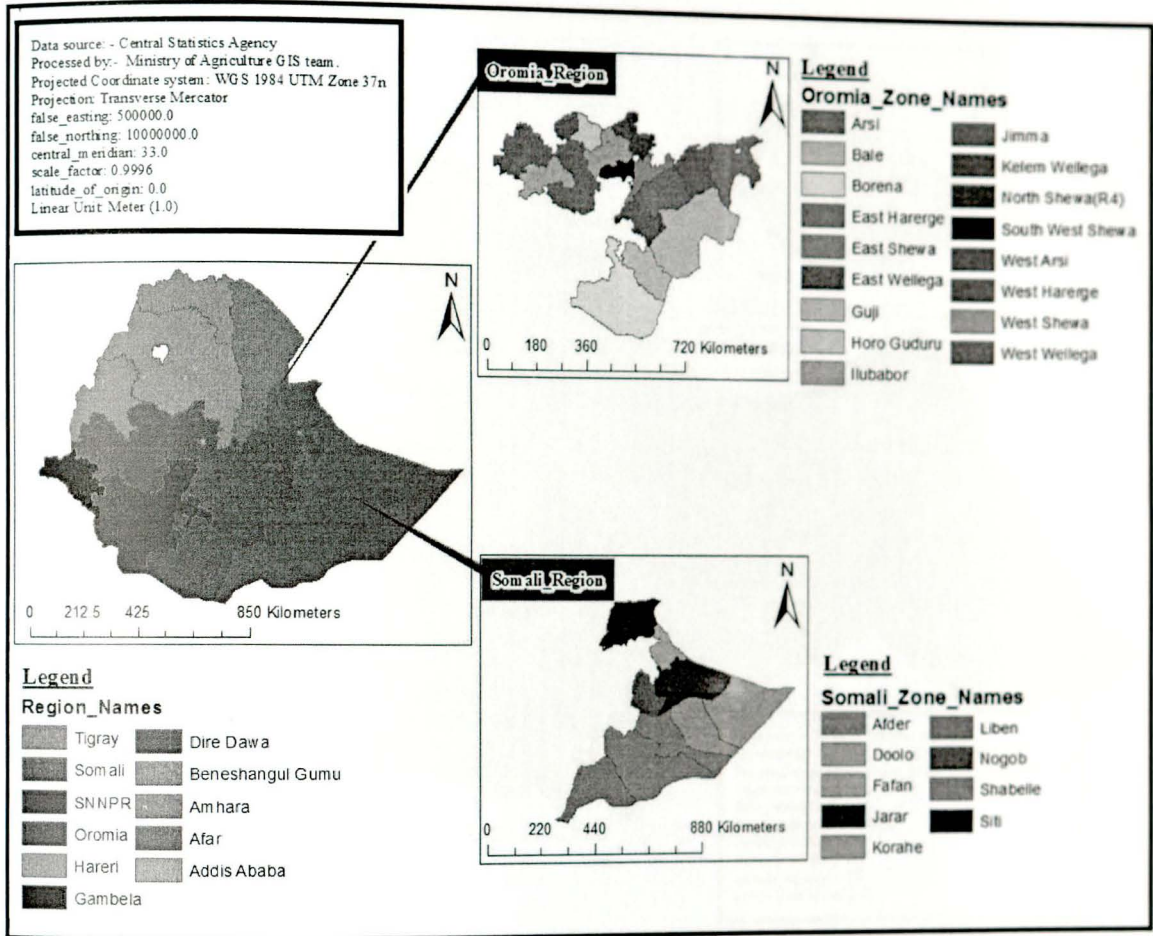 Data source: - Central Statistics Agency
Processed by:- Ministry of Agriculture GIS team.
Projected Coordinate system: WGS 1984 UTM Zone 37n
Projection: Transverse Mercator
false_easting: 500000.0
false_northing: 10000000.0
central_meridian: 33.0
scale_factor: 0.9996
latitude_of_origin: 0.0
Linear Unit: Meter (1.0)
Oromia_Region
N
0 180 360 720 Kilometers
Legend
Oromia_Zone_Names
Arsi
Bale
Borena
East Harerge
East Shewa
East Wellega
Guji
Horo Guduru
Ilubabor
Jimma
Kelem Wellega
North Shewa(R4)
South West Shewa
West Arsi
West Harerge
West Shewa
West Wellega
N
0 212.5 425 850 Kilometers
Legend
Region_Names
Tigray
Somali
SNNPR
Oromia
Hareri
Gambela
Dire Dawa
Beneshangul Gumu
Amhara
Afar
Addis Ababa
Somali_Region
N
0 220 440 880 Kilometers
Legend
Somali_Zone_Names
Afder
Doolo
Fafan
Jarar
Korahe
Liben
Nogob
Shabelle
Siti